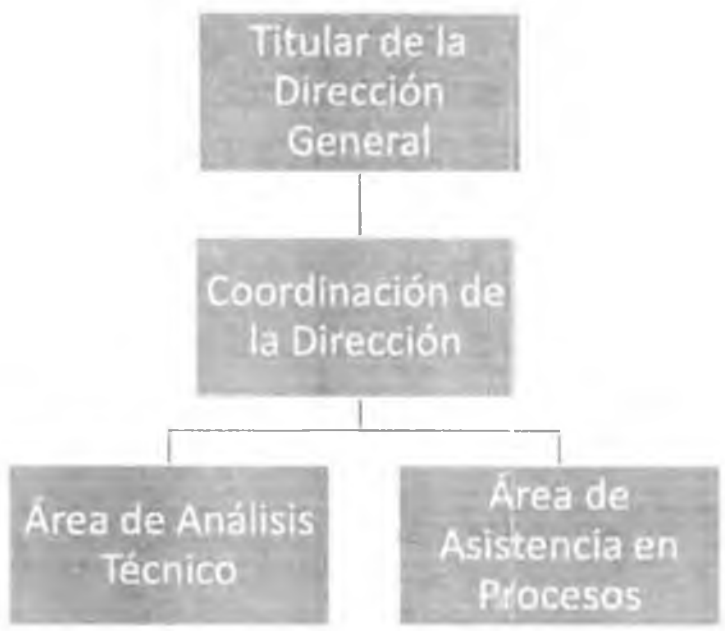 Titular de la
Dirección
General
Coordinación de
la Dirección
Área de Análisis
Técnico
Área de
Asistencia en
Procesos